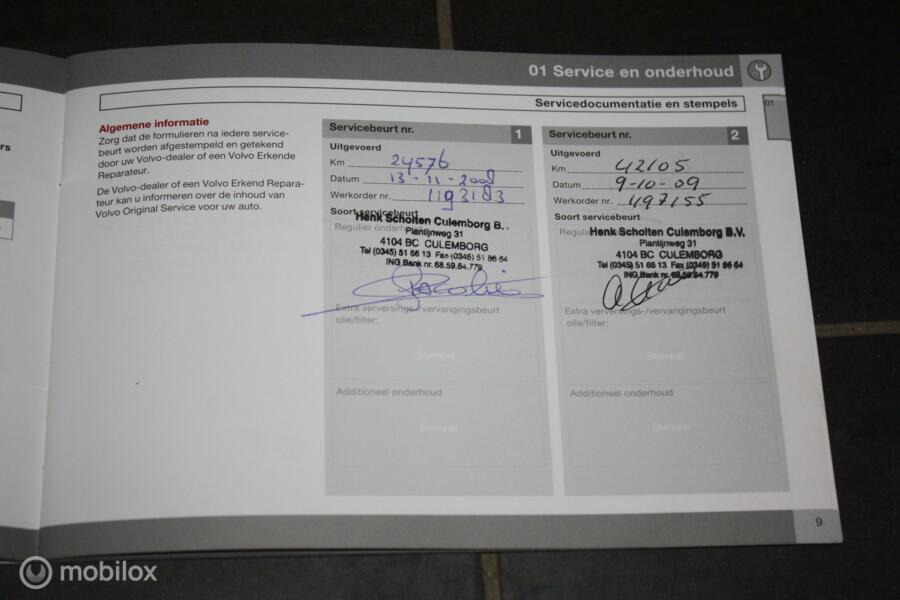 01 Service en onderhoud
Servicedocumentatie en stempels
01
Algemene informatie
Zorg dat de formulieren na iedere service-
beurt worden afgestempeld en getekend
door uw Volvo-dealer of een Volvo Erkende
Reparateur.
De Volvo-dealer of een Volvo Erkend Repara-
teur kan u informeren over de inhoud van
Volvo Original Service voor uw auto.
Servicebeurt nr. 1
Uitgevoerd
Km 24576
Datum 13-11-2008
Werkorder nr. 1193183
Soort servicebeurt
Regulier onderh
Henk Scholten Culemborg B.
Plantijnweg 31
4104 BC CULEMBORG
Tel (0345) 51 66 13 Fax (0345) 51 86 64
ING Bank nr. 68.59.84.779
Extra verversings-/vervangingsbeurt
olie/filter:
Stempel
Additioneel onderhoud
Stempel
Servicebeurt nr. 2
Uitgevoerd
Km 42105
Datum 9-10-09
Werkorder nr. 497155
Soort servicebeurt
Regulie
Henk Scholten Culemborg B.V.
Plantijnweg 31
4104 BC CULEMBORG
Tel (0345) 51 66 13 Fax (0345) 51 86 64
ING Bank nr. 68.59.84.779
Extra verversings-/vervangingsbeurt
olie/filter:
Stempel
Additioneel onderhoud
Stempel
9
mobilox